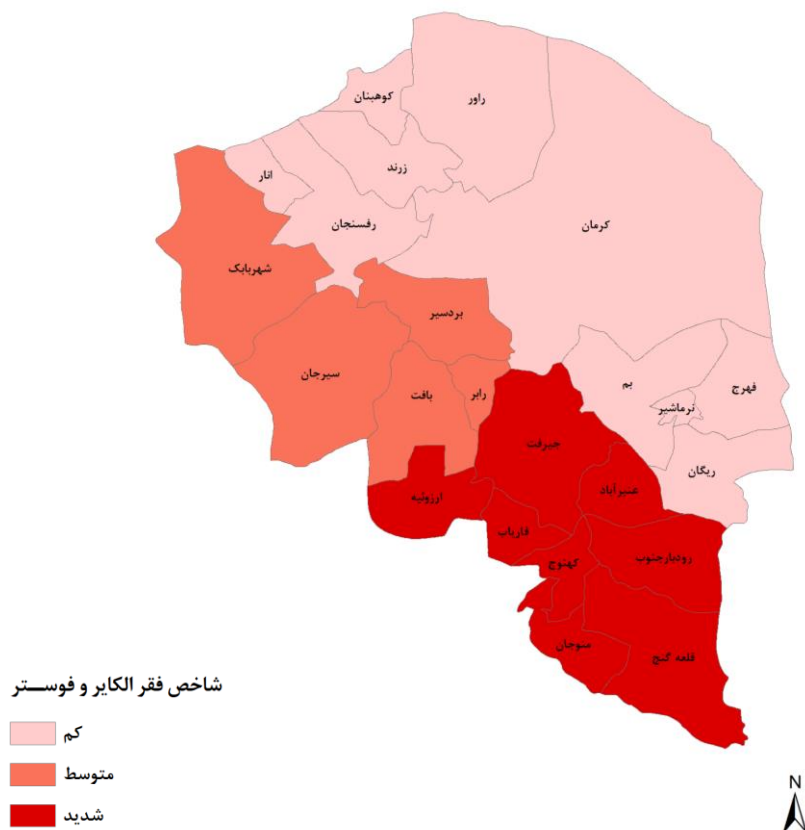 کوهبنان
راور
زرند
انار
رفسنجان
کرمان
شهربابک
بردسیر
سیرجان
بافت
رابر
بم
نرماشیر
فهرج
ریگان
جیرفت
عنبرآباد
ارزوئیه
فاریاب
کهنوج
رودبارجنوب
منوجان
قلعه گنج
شاخص فقر الکایر و فوستر
کم
متوسط
شدید
N